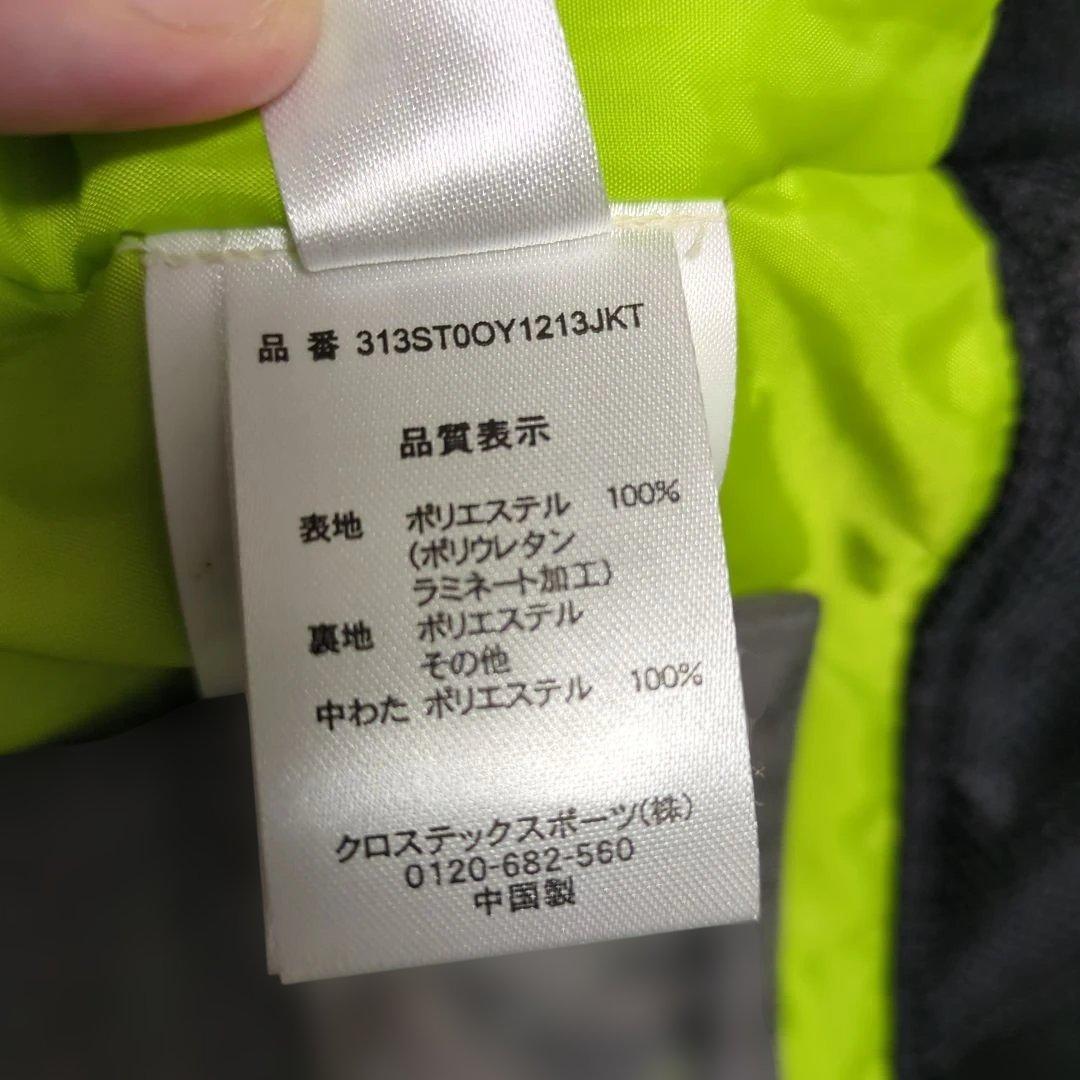 品 番 313ST0OY1213JKT
品質表示
表地 ポリエステル 100%
(ポリウレタン
ラミネート加工)
裏地 ポリエステル
その他
中わた ポリエステル 100%
クロステックスポーツ(株)
0120-682-560
中国製